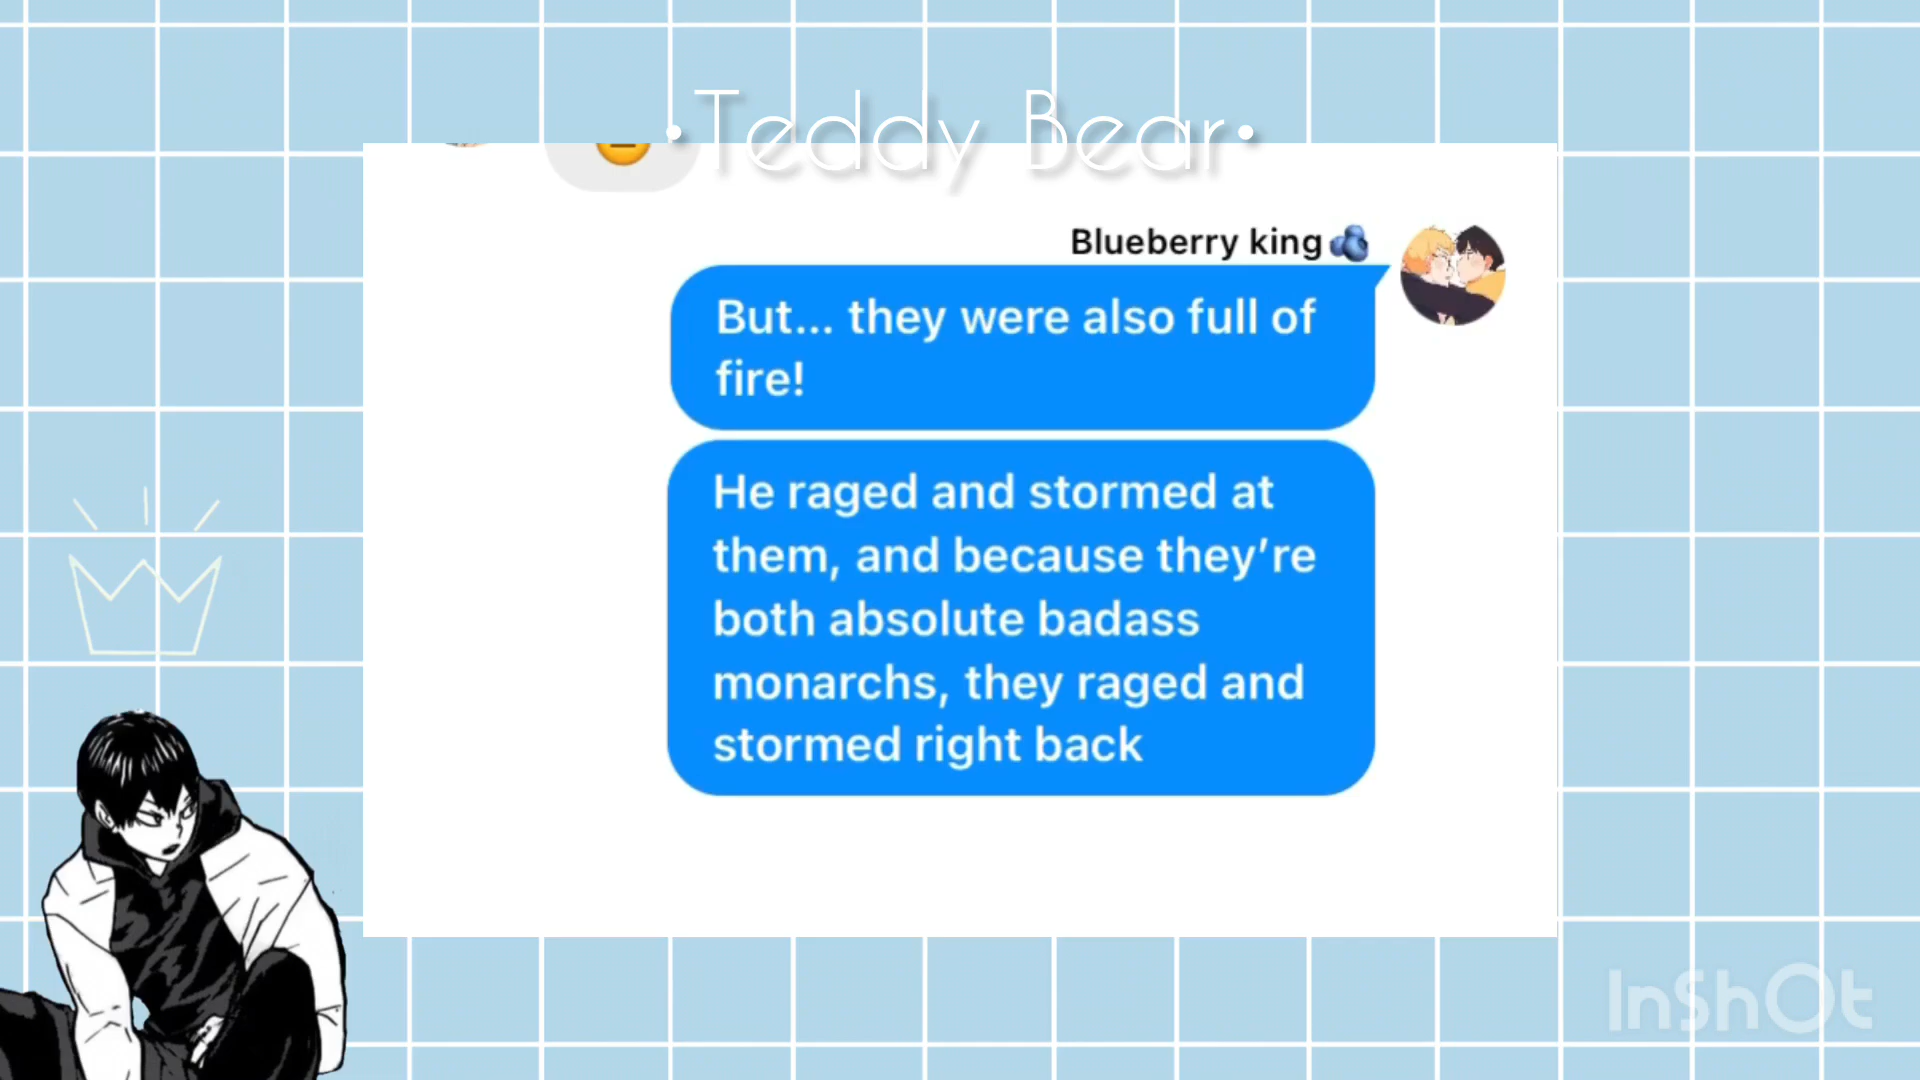 •Teddy Bear•
Blueberry king🫐
But... they were also full of
fire!
He raged and stormed at
them, and because they’re
both absolute badass
monarchs, they raged and
stormed right back
InShOt